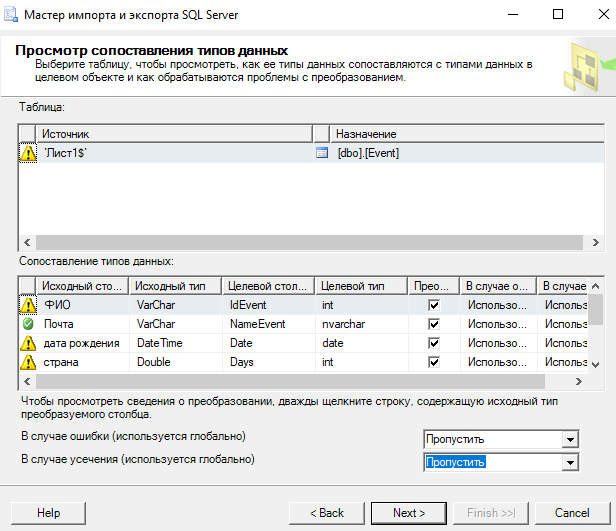 Мастер импорта и экспорта SQL Server
Просмотр сопоставления типов данных
Выберите таблицу, чтобы просмотреть, как ее типы данных сопоставляются с типами данных в
целевом объекте и как обрабатываются проблемы с преобразованием.
Таблица:
Источник Назначение
`Лист1$` [dbo].[Event]
Сопоставление типов данных:
Исходный сто... Исходный тип Целевой стол... Целевой тип Прео... В случае о... В случае
ФИО VarChar IdEvent int Использо... Использо...
Почта VarChar NameEvent nvarchar Использо... Использо...
дата рождения DateTime Date date Использо... Использо...
страна Double Days int Использо... Использо...
Чтобы просмотреть сведения о преобразовании, дважды щелкните строку, содержащую исходный тип
преобразуемого столбца.
В случае ошибки (используется глобально) Пропустить
В случае усечения (используется глобально) Пропустить
Help < Back Next > Finish >>| Cancel